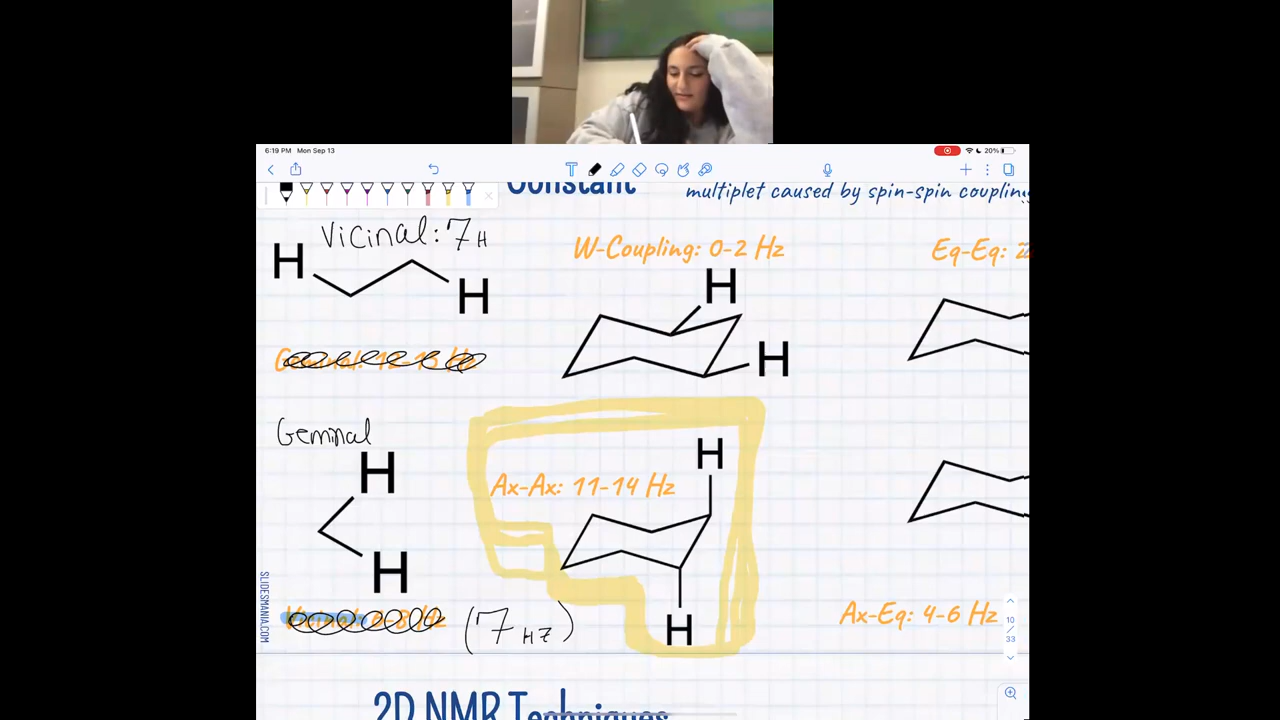 6:19 PM Mon Sep 13
20%
Constant
multiplet caused by spin-spin coupling
Vicinal: 7 H
H
H
W-Coupling: 0-2 Hz
H
H
Eq-Eq:
Geminal
H
H
Ax-Ax: 11-14 Hz
H
H
(7 HZ)
Ax-Eq: 4-6 Hz
10
/
33
SLIDESMANIA.COM
2D NMR Techniques